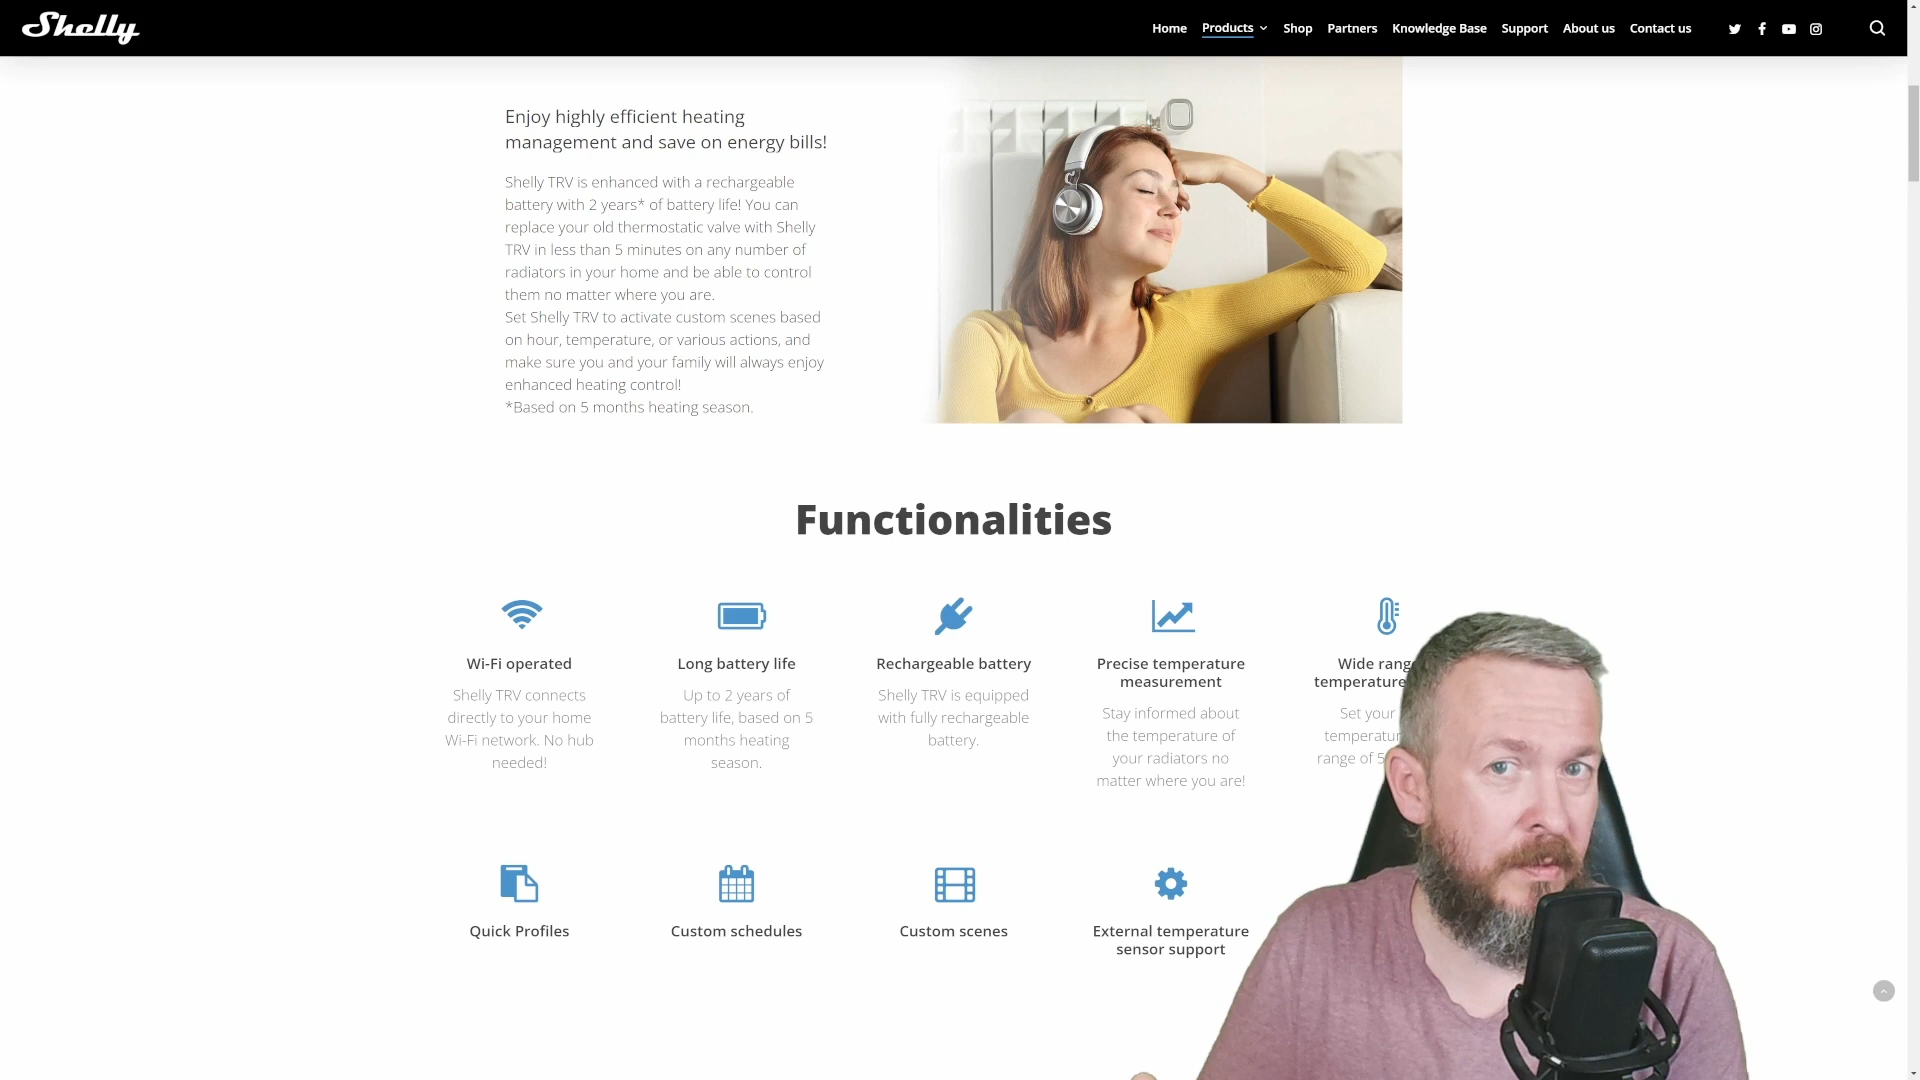 Shelly
Home Products Shop Partners Knowledge Base Support About us Contact us
Enjoy highly efficient heating
management and save on energy bills!
Shelly TRV is enhanced with a rechargeable
battery with 2 years* of battery life! You can
replace your old thermostatic valve with Shelly
TRV in less than 5 minutes on any number of
radiators in your home and be able to control
them no matter where you are.
Set Shelly TRV to activate custom scenes based
on hour, temperature, or various actions, and
make sure you and your family will always enjoy
enhanced heating control!
*Based on 5 months heating season.
Functionalities
Wi-Fi operated
Shelly TRV connects
directly to your home
Wi-Fi network. No hub
needed!
Long battery life
Up to 2 years of
battery life, based on 5
months heating
season.
Rechargeable battery
Shelly TRV is equipped
with fully rechargeable
battery.
Precise temperature
measurement
Stay informed about
the temperature of
your radiators no
matter where you are!
Wide
temperature
Set your
range of
Quick Profiles
Custom schedules
Custom scenes
External temperature
sensor support